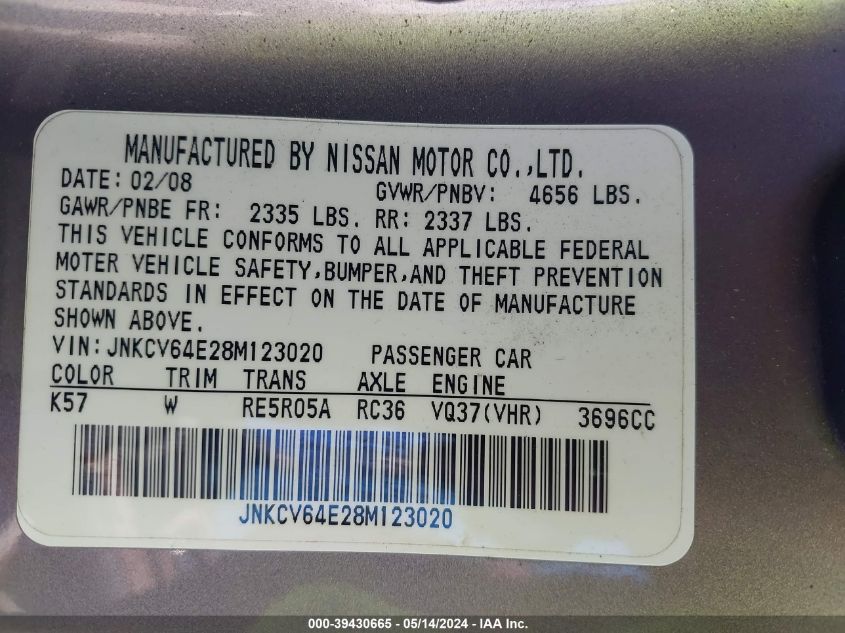 MANUFACTURED BY NISSAN MOTOR CO.,LTD.
DATE: 02/08 GVWR/PNBV: 4656 LBS.
GAWR/PNBE FR: 2335 LBS. RR: 2337 LBS.
THIS VEHICLE CONFORMS TO ALL APPLICABLE FEDERAL
MOTER VEHICLE SAFETY,BUMPER,AND THEFT PREVENTION
STANDARDS IN EFFECT ON THE DATE OF MANUFACTURE
SHOWN ABOVE.
VIN:JNKCV64E28M123020 PASSENGER CAR
COLOR TRIM TRANS AXLE ENGINE
K57 W RE5R05A RC36 VQ37(VHR) 3696CC
JNKCV64E28M123020
000-39430665 - 05/14/2024 - IAA Inc.